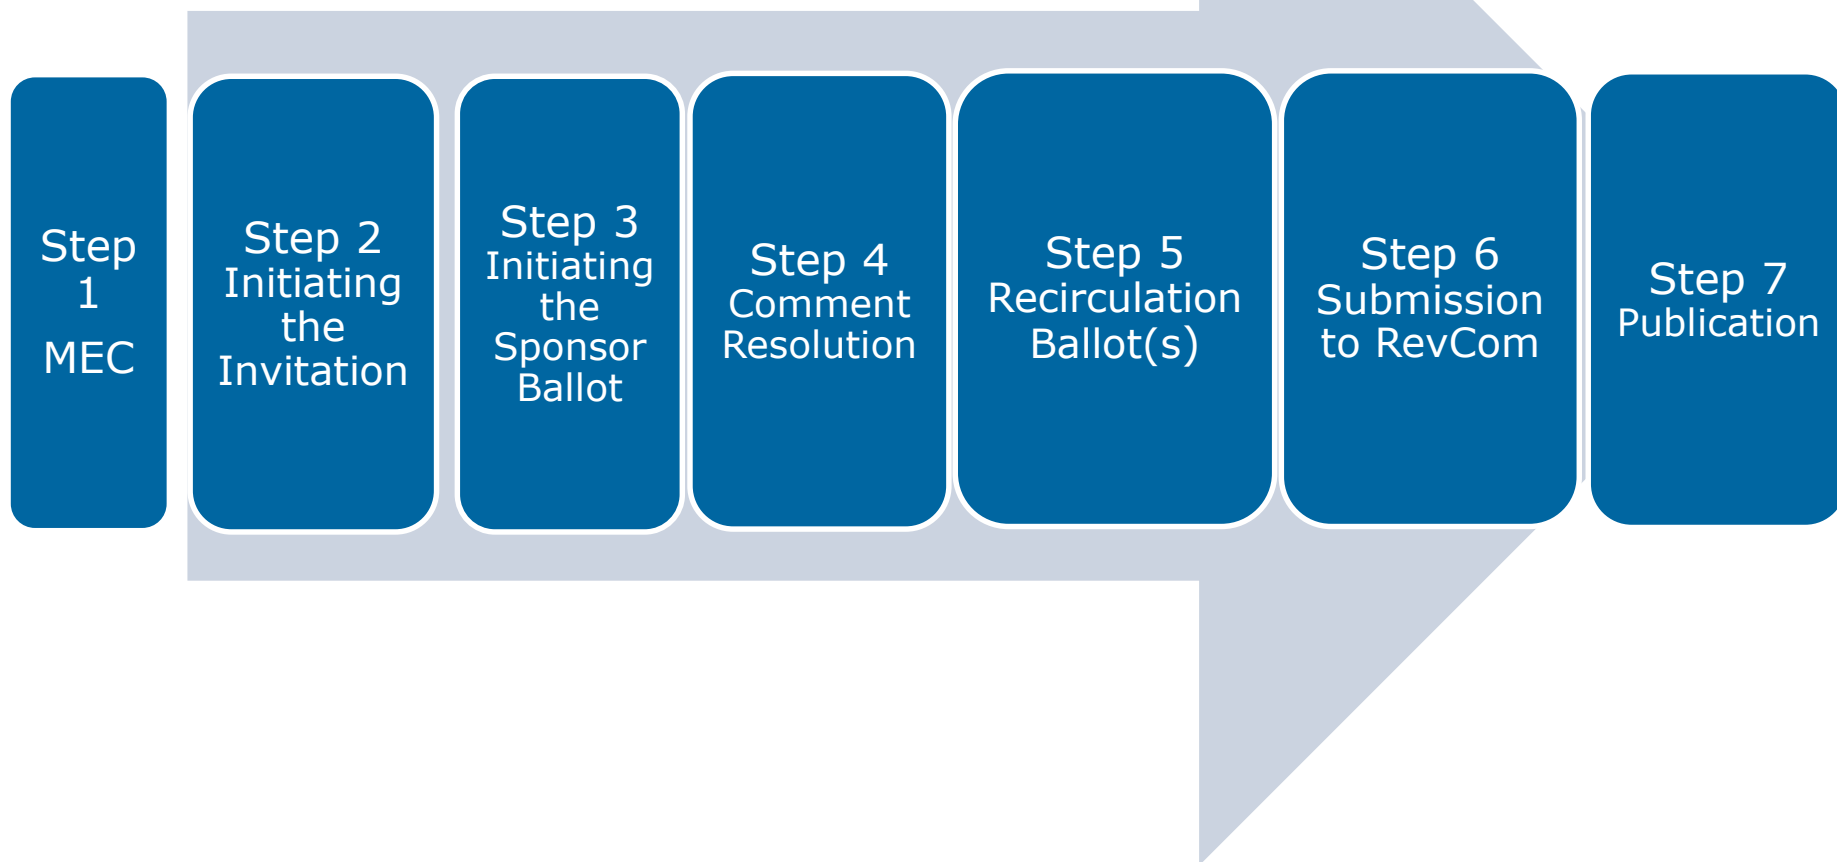 Step
1
MEC
Step 2
Initiating
the
Invitation
Step 3
Initiating
the
Sponsor
Ballot
Step 4
Comment
Resolution
Step 5
Recirculation
Ballot(s)
Step 6
Submission
to RevCom
Step 7
Publication